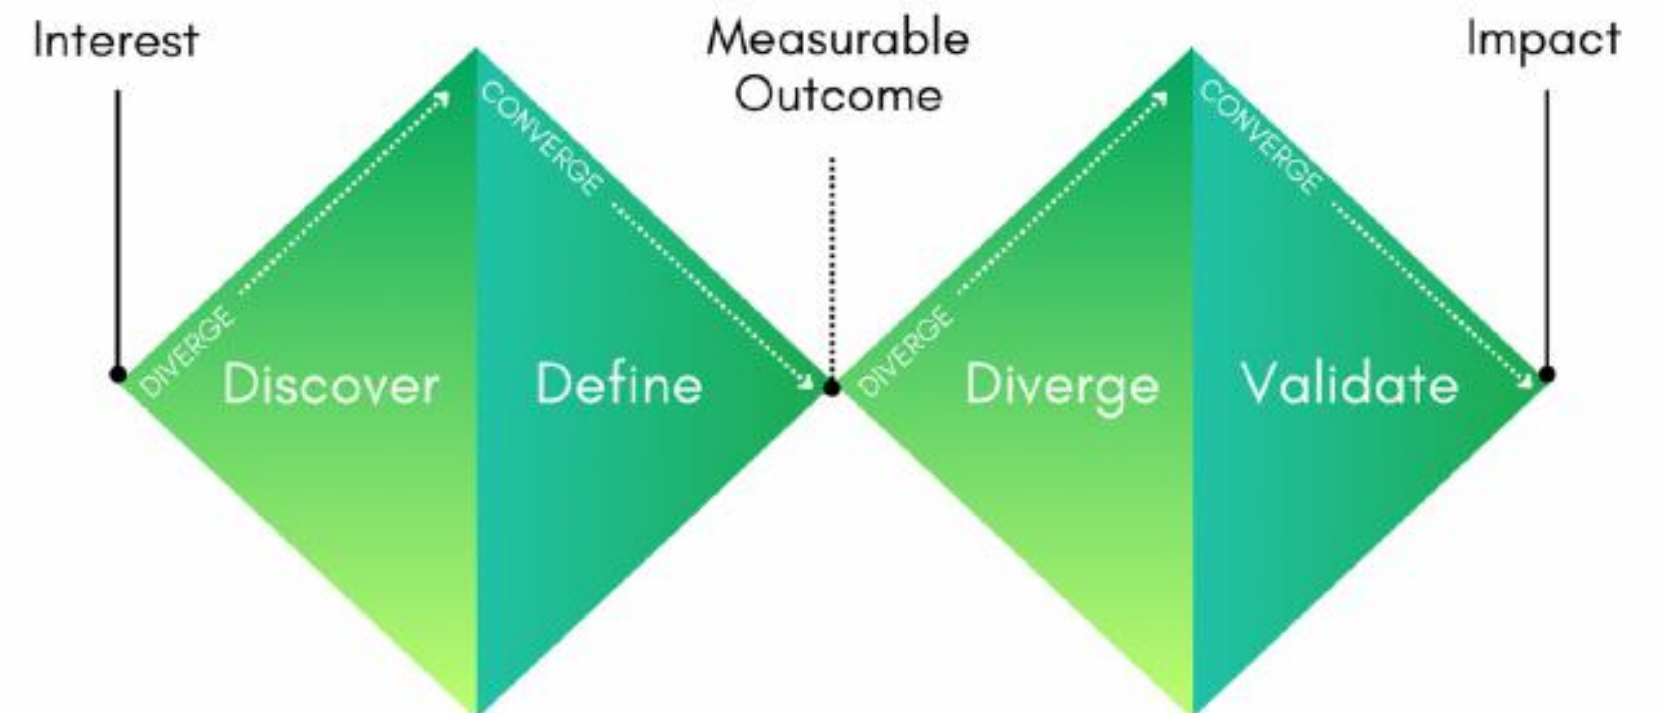 Interest
Measurable
Outcome
Impact
DIVERGE
CONVERGE
DIVERGE
CONVERGE
Discover
Define
Diverge
Validate